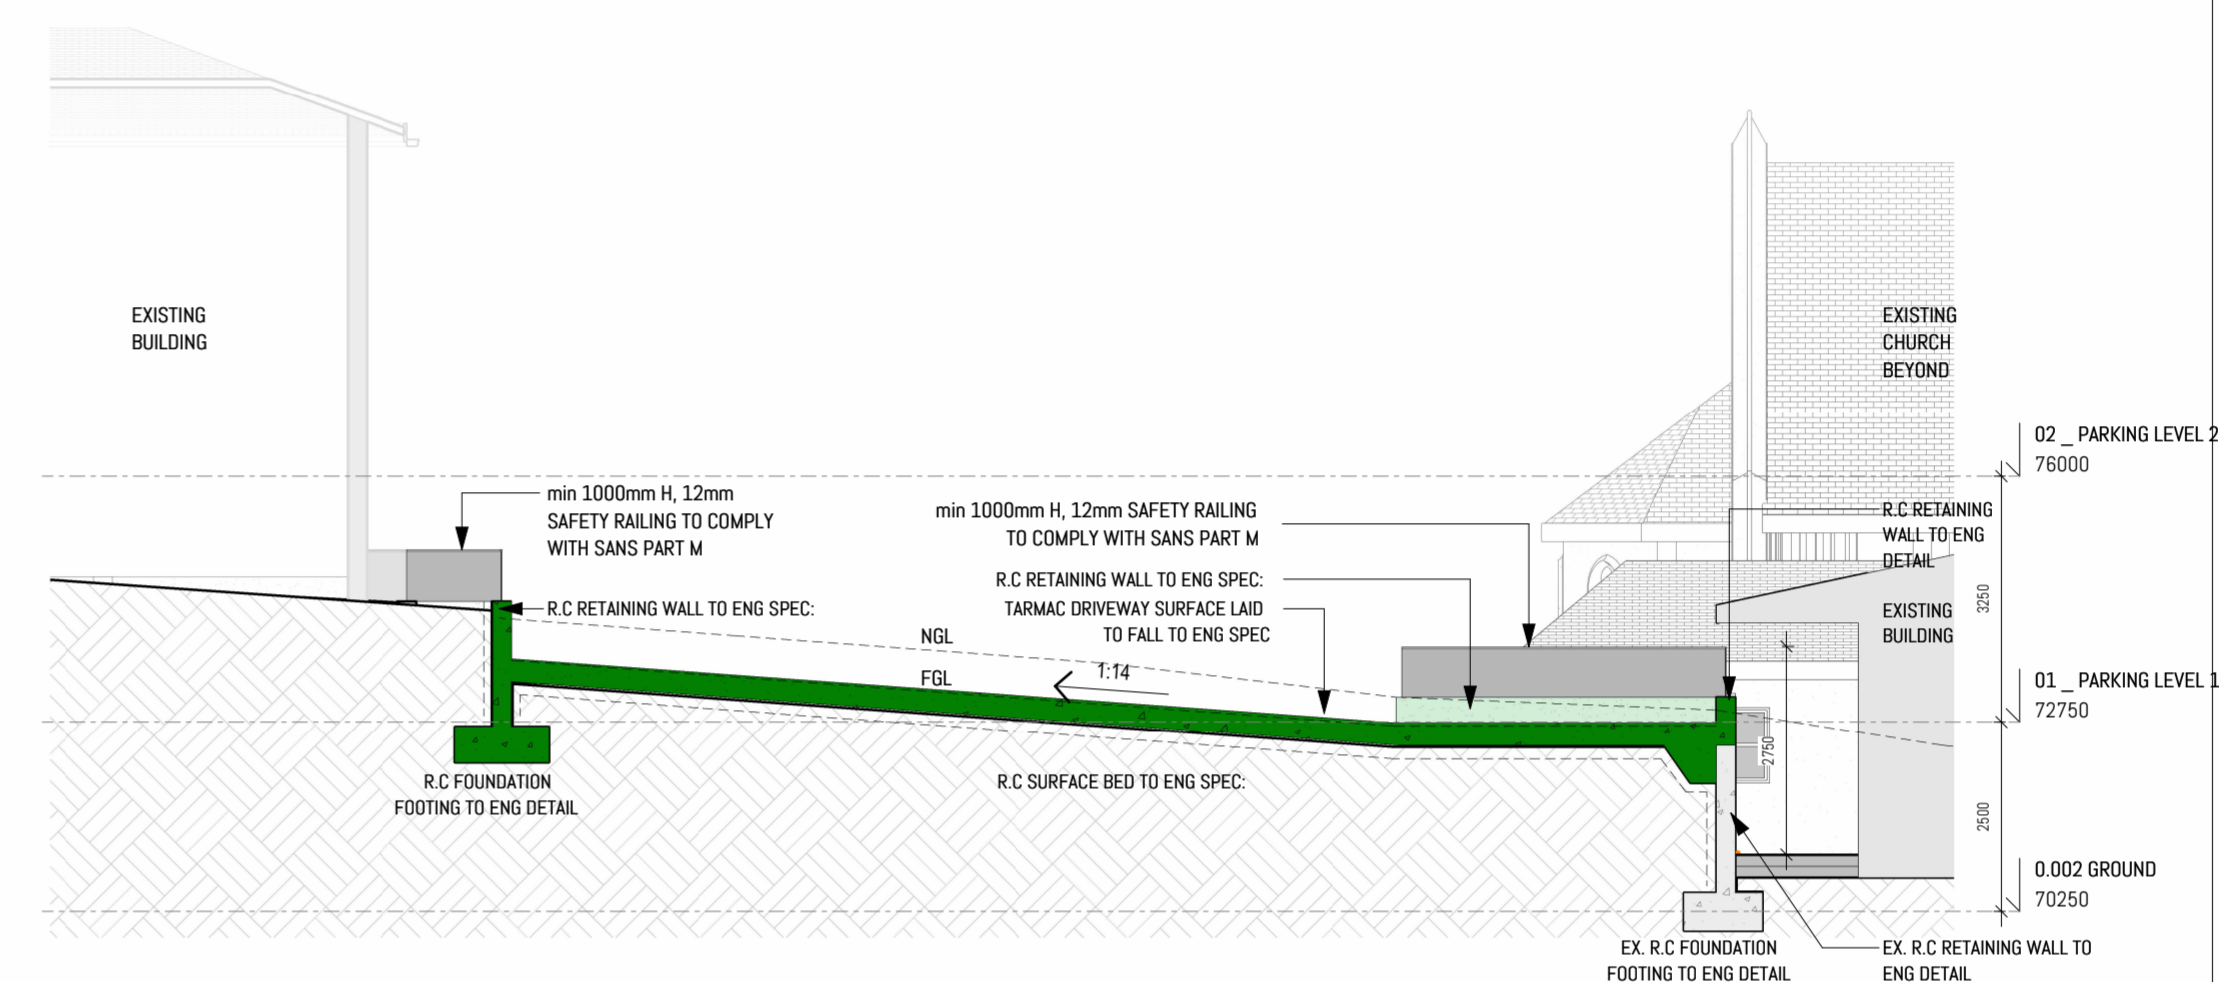 EXISTING
BUILDING
EXISTING
CHURCH
BEYOND
02 _ PARKING LEVEL 2
76000
min 1000mm H, 12mm
SAFETY RAILING TO COMPLY
WITH SANS PART M
min 1000mm H, 12mm SAFETY RAILING
TO COMPLY WITH SANS PART M
R.C RETAINING
WALL TO ENG
DETAIL
R.C RETAINING WALL TO ENG SPEC:
R.C RETAINING WALL TO ENG SPEC:
TARMAC DRIVEWAY SURFACE LAID
TO FALL TO ENG SPEC
EXISTING
BUILDING
3250
NGL
FGL
1:14
01 _ PARKING LEVEL 1
72750
2750
R.C FOUNDATION
FOOTING TO ENG DETAIL
R.C SURFACE BED TO ENG SPEC:
2500
0.002 GROUND
70250
EX. R.C FOUNDATION
FOOTING TO ENG DETAIL
EX. R.C RETAINING WALL TO
ENG DETAIL